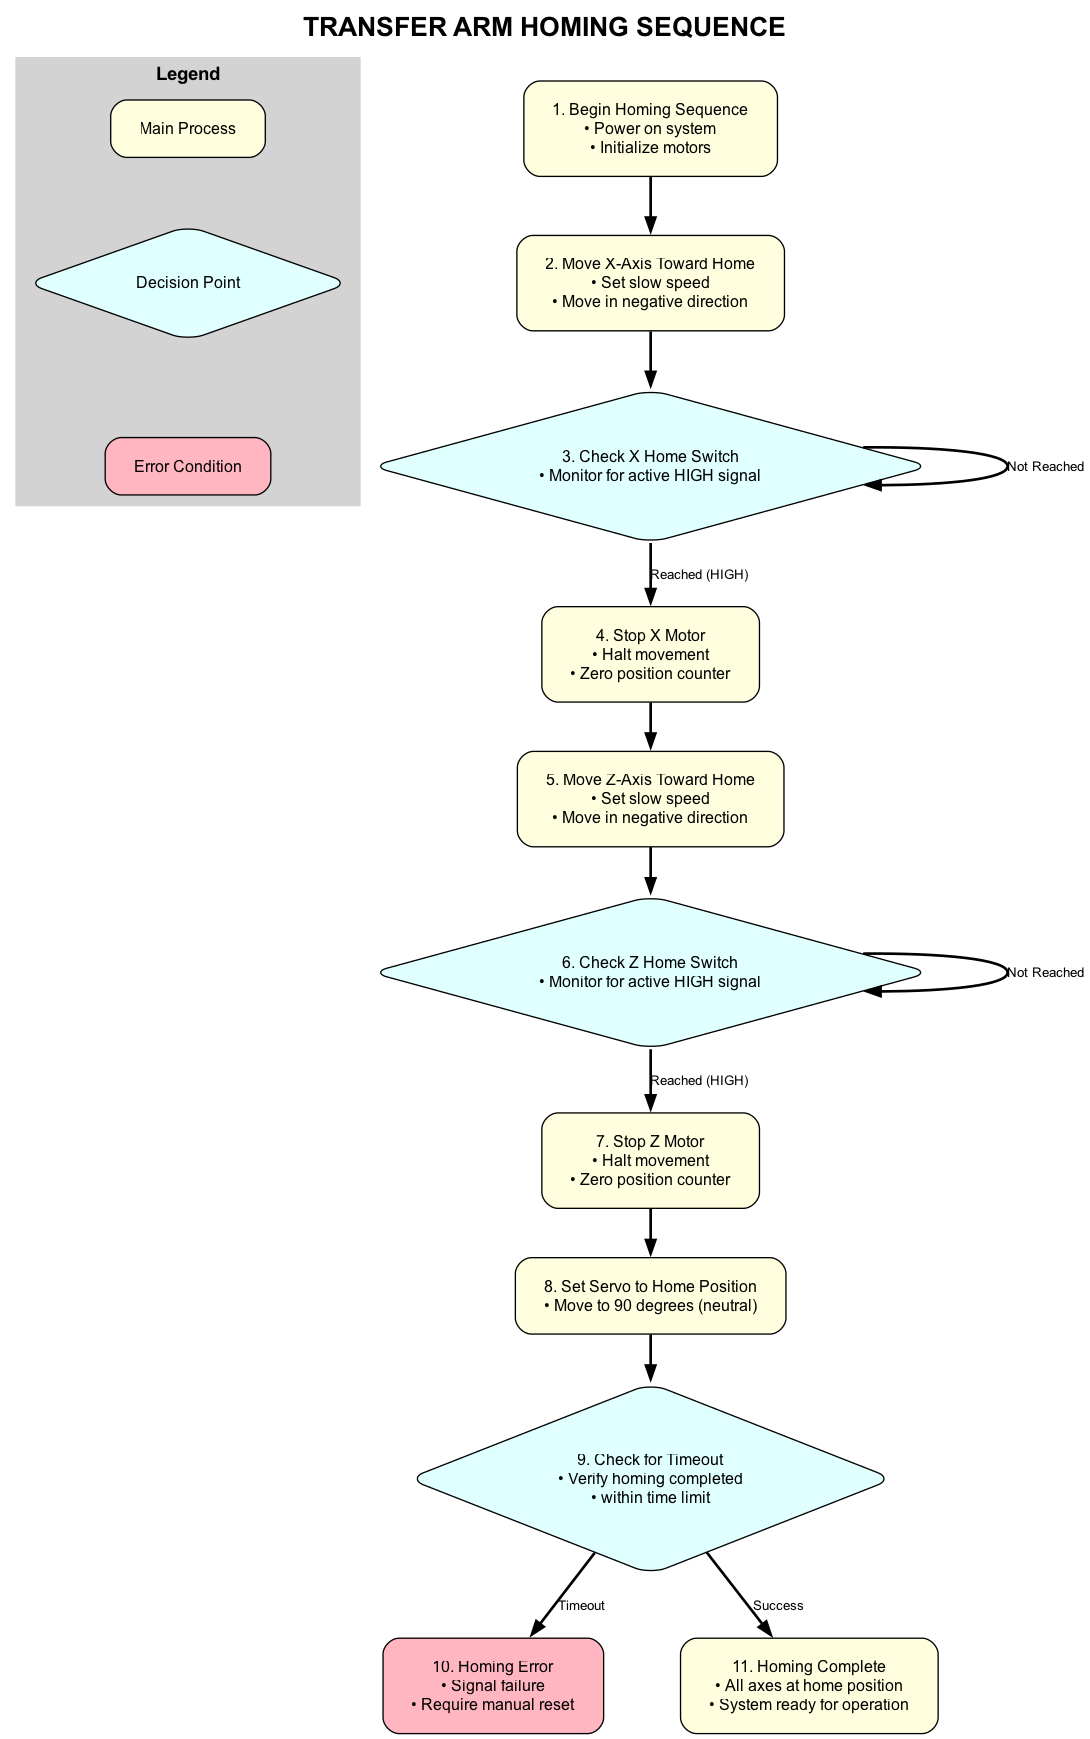 TRANSFER ARM HOMING SEQUENCE
Legend
Main Process
Decision Point
Error Condition
1. Begin Homing Sequence
• Power on system
• Initialize motors
2. Move X-Axis Toward Home
• Set slow speed
• Move in negative direction
3. Check X Home Switch
• Monitor for active HIGH signal
Not Reached
Reached (HIGH)
4. Stop X Motor
• Halt movement
• Zero position counter
5. Move Z-Axis Toward Home
• Set slow speed
• Move in negative direction
6. Check Z Home Switch
• Monitor for active HIGH signal
Not Reached
Reached (HIGH)
7. Stop Z Motor
• Halt movement
• Zero position counter
8. Set Servo to Home Position
• Move to 90 degrees (neutral)
9. Check for Timeout
• Verify homing completed
• within time limit
Timeout
Success
10. Homing Error
• Signal failure
• Require manual reset
11. Homing Complete
• All axes at home position
• System ready for operation